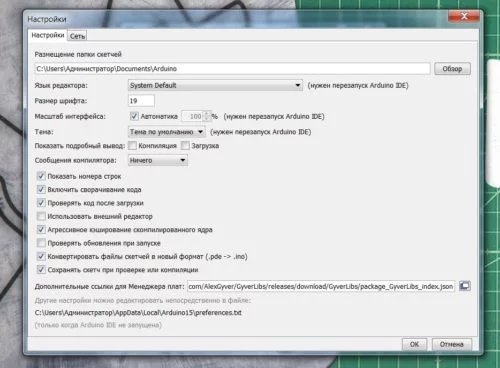 Настройки
Настройки Сеть
Размещение папки скетчей
C:\Users\Администратор\Documents\Arduino Обзор
Язык редактора: System Default (нужен перезапуск Arduino IDE)
Размер шрифта: 19
Масштаб интерфейса: Автоматика 100 % (нужен перезапуск Arduino IDE)
Тема: Тема по умолчанию (нужен перезапуск Arduino IDE)
Показать подробный вывод: Компиляция Загрузка
Сообщения компилятора: Ничего
Показать номера строк
Включить сворачивание кода
Проверять код после загрузки
Использовать внешний редактор
Агрессивное кэширование скомпилированного ядра
Проверять обновления при запуске
Конвертировать файлы скетчей в новый формат (.pde -> .ino)
Сохранять скетч при проверке или компиляции
Дополнительные ссылки для Менеджера плат: com/AlexGyver/GyverLibs/releases/download/GyverLibs/package_GyverLibs_index.json
Другие настройки можно редактировать непосредственно в файле:
C:\Users\Администратор\AppData\Local\Arduino15\preferences.txt
(только когда Arduino IDE не запущена)
ОК Отмена